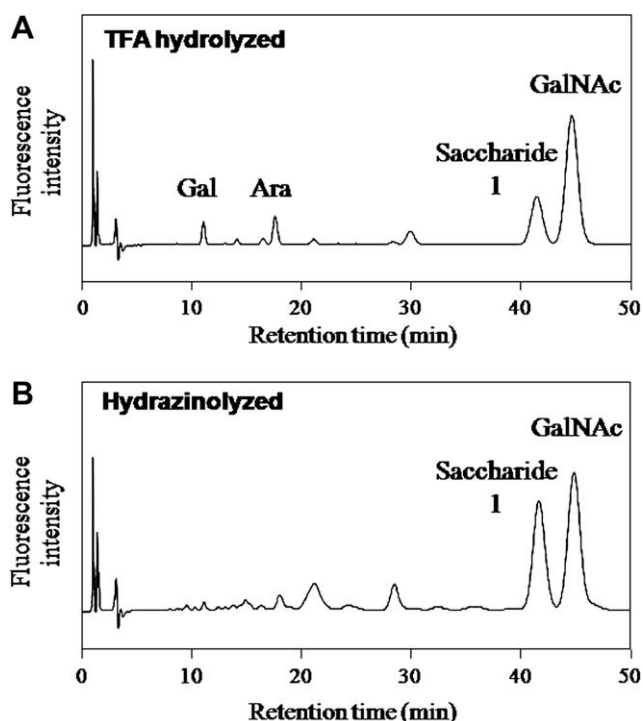 A
TFA hydrolyzed
GalNAc
Saccharide
1
Gal
Ara
Fluorescence
intensity
0
10
20
30
40
50
Retention time (min)
B
Hydrazinolyzed
GalNAc
Saccharide
1
Fluorescence
intensity
0
10
20
30
40
50
Retention time (min)